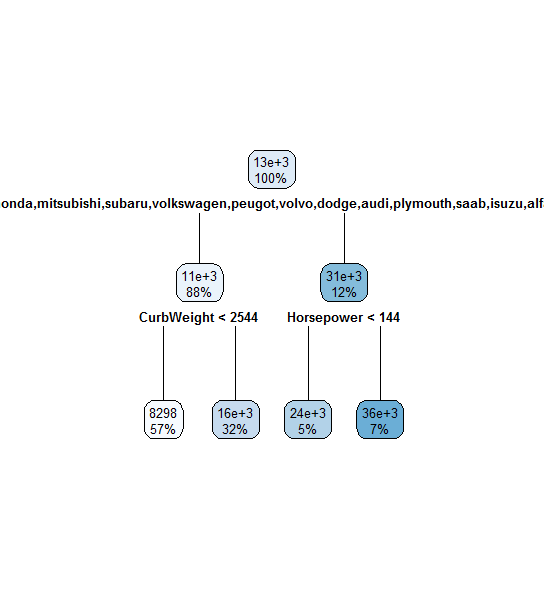 13e+3
100%
onda,mitsubishi,subaru,volkswagen,peugot,volvo,dodge,audi,plymouth,saab,isuzu,alf
11e+3
88%
31e+3
12%
CurbWeight < 2544
Horsepower < 144
8298
57%
16e+3
32%
24e+3
5%
36e+3
7%